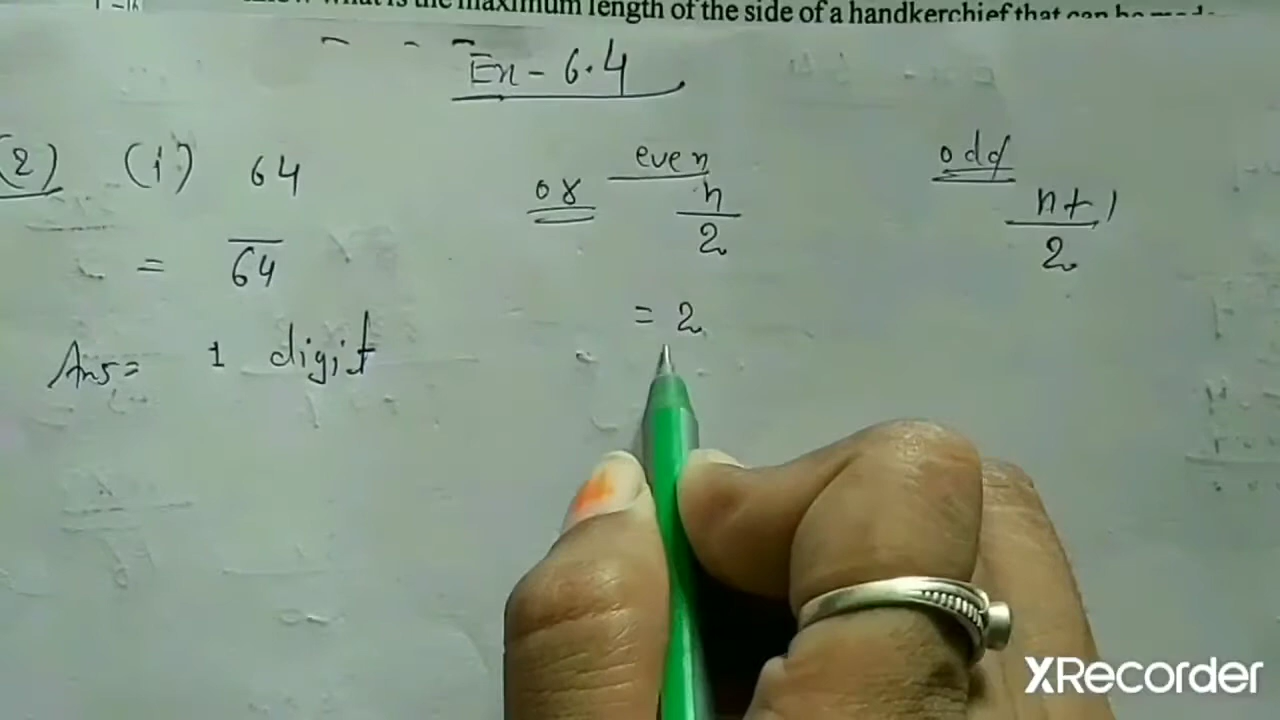 what is the maximum length of the side of a handkerchief that can be made
Ex - 6.4
(2) (i) 64
= 64
Ans= 1 digit
or
even
n
2
= 2
odd
n+1
2
XRecorder